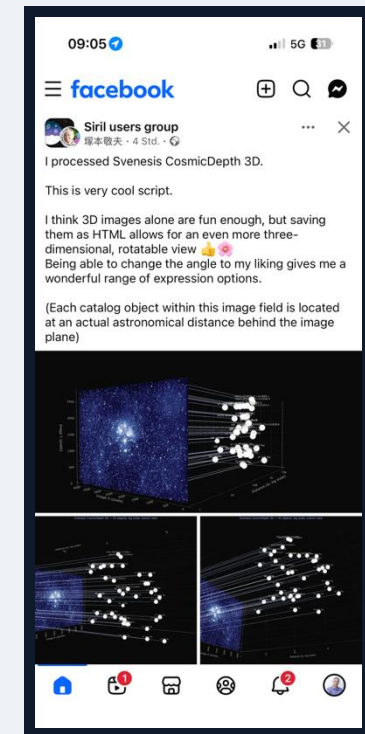 09:05
5G 31
facebook
Siril users group
塚本敬夫 · 4 Std. ·
I processed Svenesis CosmicDepth 3D.
This is very cool script.
I think 3D images alone are fun enough, but saving
them as HTML allows for an even more three-
dimensional, rotatable view 👍🌸
Being able to change the angle to my liking gives me a
wonderful range of expression options.
(Each catalog object within this image field is located
at an actual astronomical distance behind the image
plane)
1
2